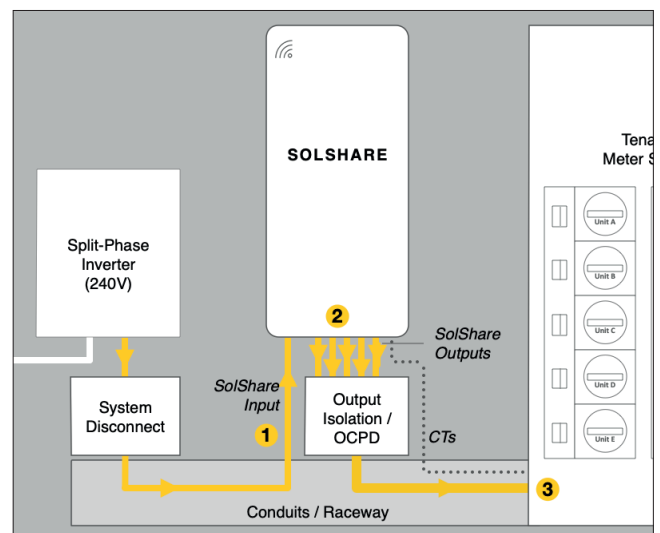 SOLSHARE
Split-Phase
Inverter
(240V)
2
SolShare
Outputs
SolShare
Input
1
System
Disconnect
Output
Isolation /
OCPD
CTs
3
Conduits / Raceway
Tena
Meter S
Unit A
Unit B
Unit C
Unit D
Unit E